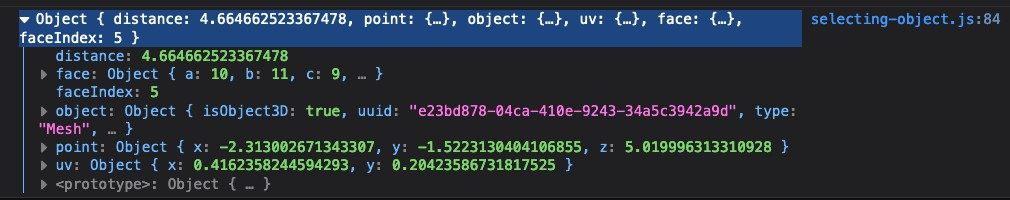 Object { distance: 4.664662523367478, point: {…}, object: {…}, uv: {…}, face: {…}, selecting-object.js:84
faceIndex: 5 }
distance: 4.664662523367478
face: Object { a: 10, b: 11, c: 9, … }
faceIndex: 5
object: Object { isObject3D: true, uuid: "e23bd878-04ca-410e-9243-34a5c3942a9d", type:
"Mesh", … }
point: Object { x: -2.313002671343307, y: -1.5223130404106855, z: 5.019996313310928 }
uv: Object { x: 0.4162358244594293, y: 0.20423586731817525 }
<prototype>: Object { … }